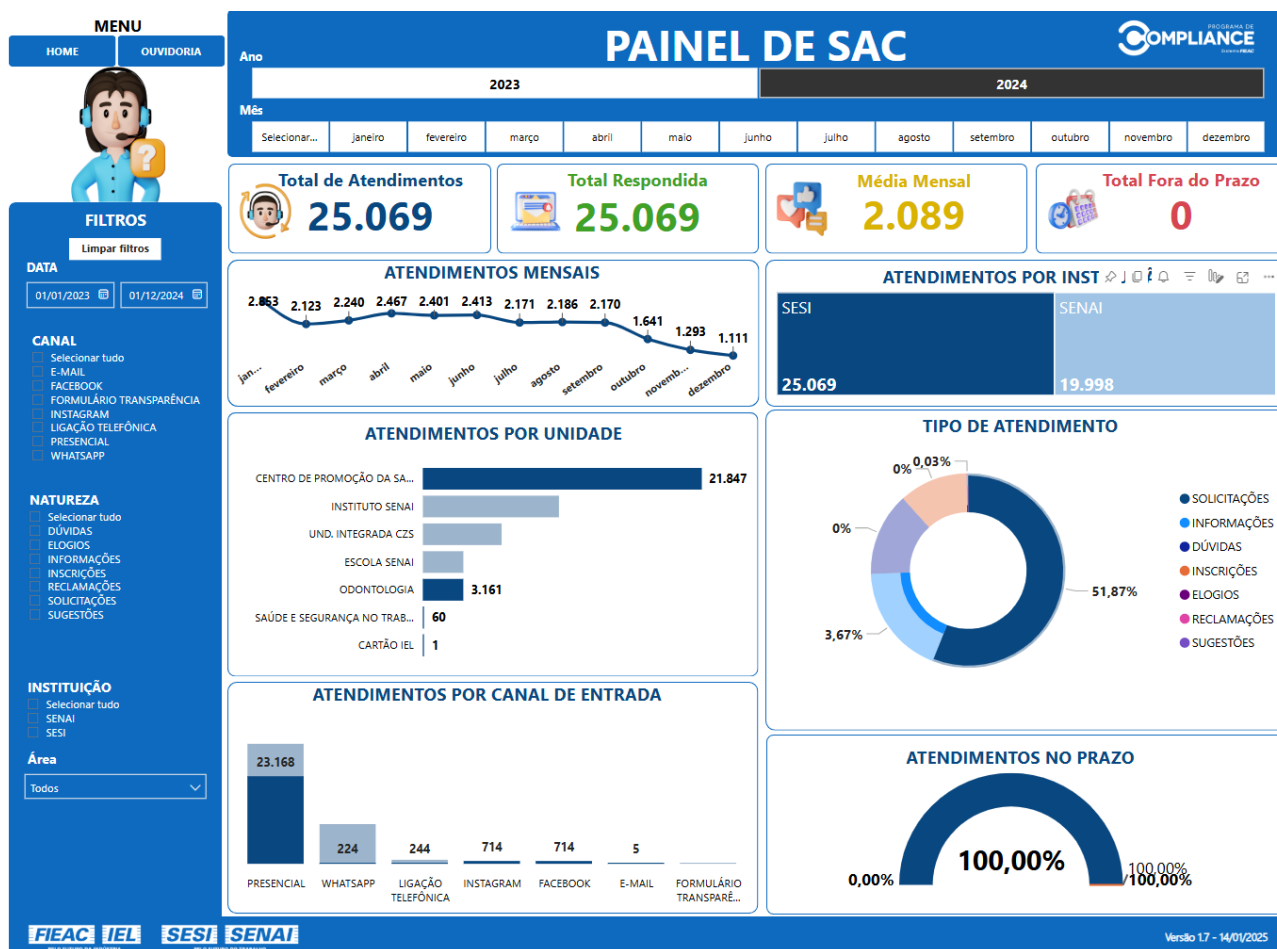 MENU
HOME
OUVIDORIA
PAINEL DE SAC
PROGRAMA DE
COMPLIANCE
Ano
2023
2024
Mês
Selecionar...
janeiro
fevereiro
março
abril
maio
junho
julho
agosto
setembro
outubro
novembro
dezembro
Total de Atendimentos
25.069
Total Respondida
25.069
Média Mensal
2.089
Total Fora do Prazo
0
FILTROS
Limpar filtros
DATA
01/01/2023
01/12/2024
CANAL
Selecionar tudo
E-MAIL
FACEBOOK
FORMULÁRIO TRANSPARÊNCIA
INSTAGRAM
LIGAÇÃO TELEFÔNICA
PRESENCIAL
WHATSAPP
NATUREZA
Selecionar tudo
DÚVIDAS
ELOGIOS
INFORMAÇÕES
INSCRIÇÕES
RECLAMAÇÕES
SOLICITAÇÕES
SUGESTÕES
INSTITUIÇÃO
Selecionar tudo
SENAI
SESI
Área
Todos
ATENDIMENTOS MENSAIS
2.853
2.123
2.240
2.467
2.401
2.413
2.171
2.186
2.170
1.641
1.293
1.111
jan...
fevereiro
março
abril
maio
junho
julho
agosto
setembro
outubro
novemb...
dezembro
ATENDIMENTOS POR INST
SESI
25.069
SENAI
19.998
ATENDIMENTOS POR UNIDADE
CENTRO DE PROMOÇÃO DA SA...
21.847
INSTITUTO SENAI
UND. INTEGRADA CZS
ESCOLA SENAI
ODONTOLOGIA
3.161
SAÚDE E SEGURANÇA NO TRAB...
60
CARTÃO IEL
1
TIPO DE ATENDIMENTO
0%
0,03%
0%
3,67%
51,87%
SOLICITAÇÕES
INFORMAÇÕES
DÚVIDAS
INSCRIÇÕES
ELOGIOS
RECLAMAÇÕES
SUGESTÕES
ATENDIMENTOS POR CANAL DE ENTRADA
23.168
224
244
714
714
5
PRESENCIAL
WHATSAPP
LIGAÇÃO
TELEFÔNICA
INSTAGRAM
FACEBOOK
E-MAIL
FORMULÁRIO
TRANSPARÊ...
ATENDIMENTOS NO PRAZO
100,00%
0,00%
100,00%
100,00%
FIEAC IEL SESI SENAI
Versão 1.7 - 14/01/2025